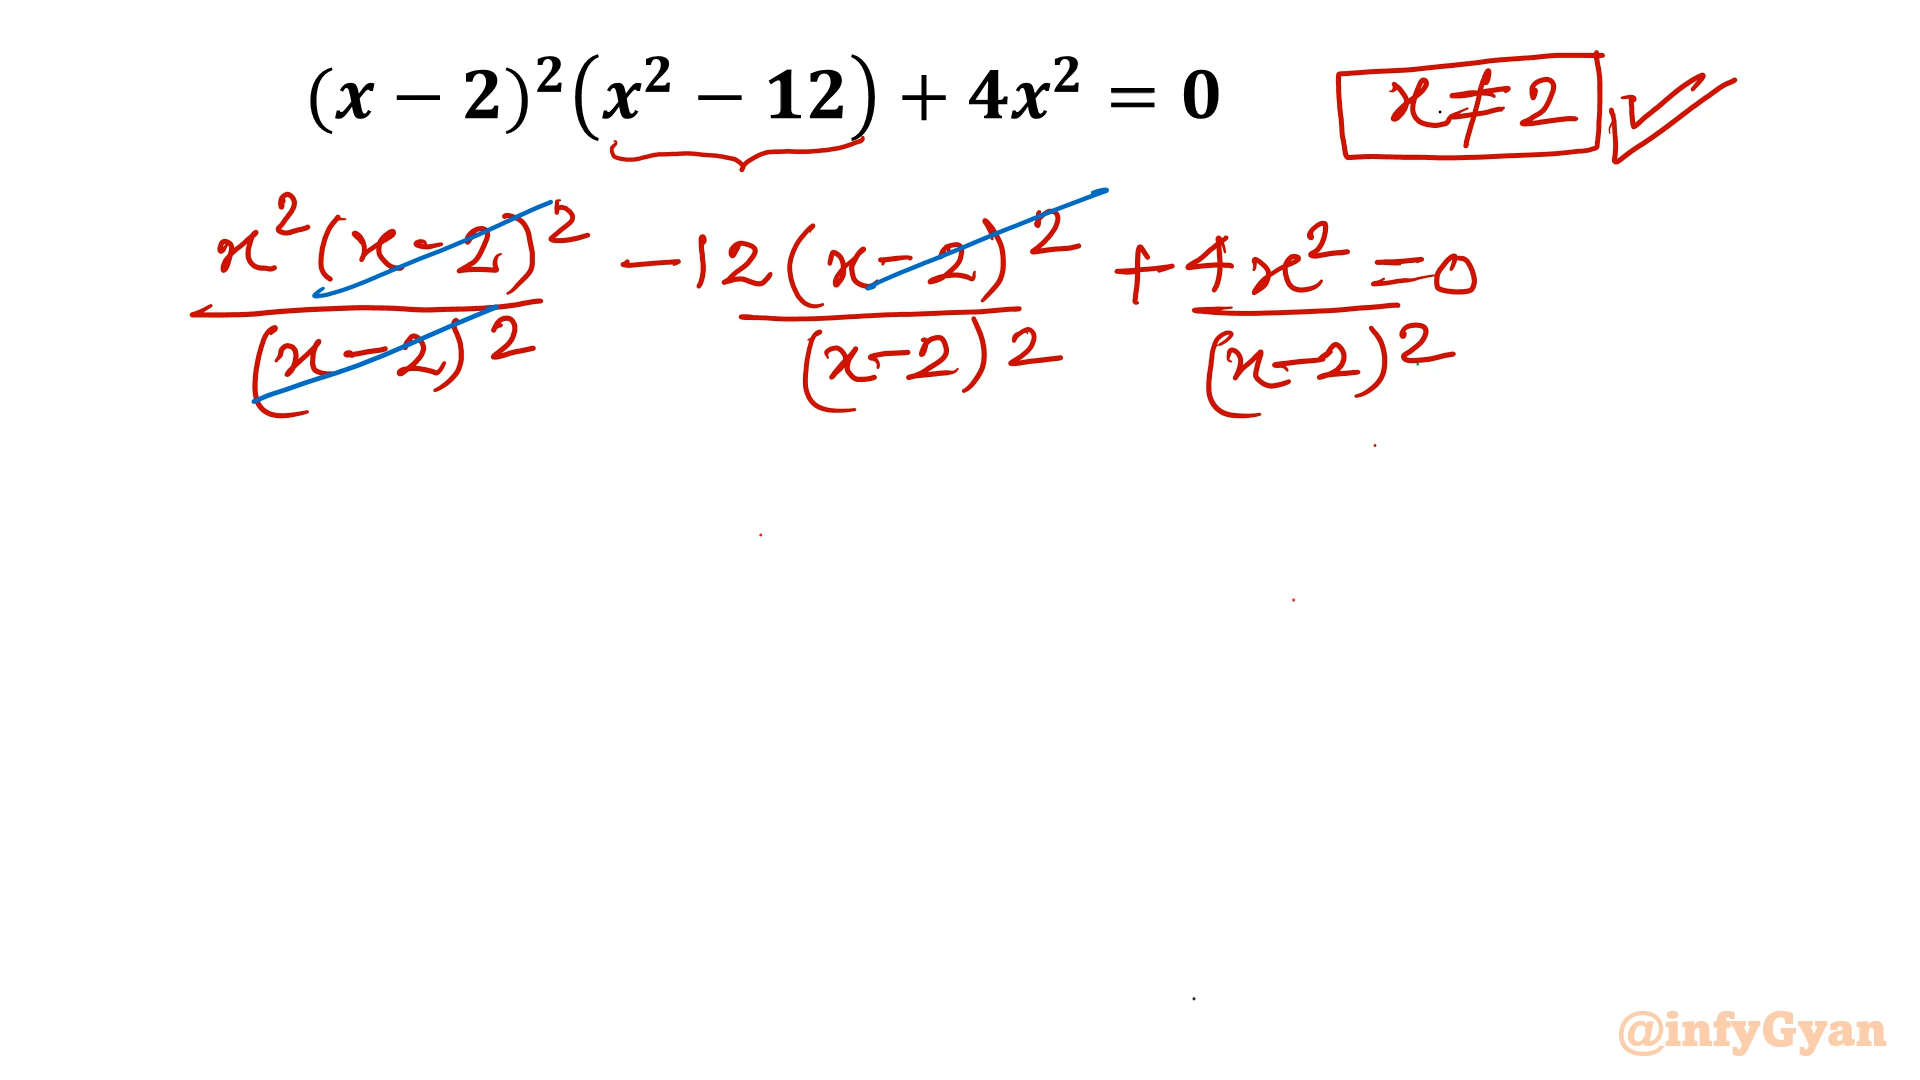 (x − 2)²(x² − 12) + 4x² = 0
x ≠ 2
x²(x-2)²/(x-2)² - 12(x-2)²/(x-2)² + 4x²/(x-2)² = 0
@infyGyan